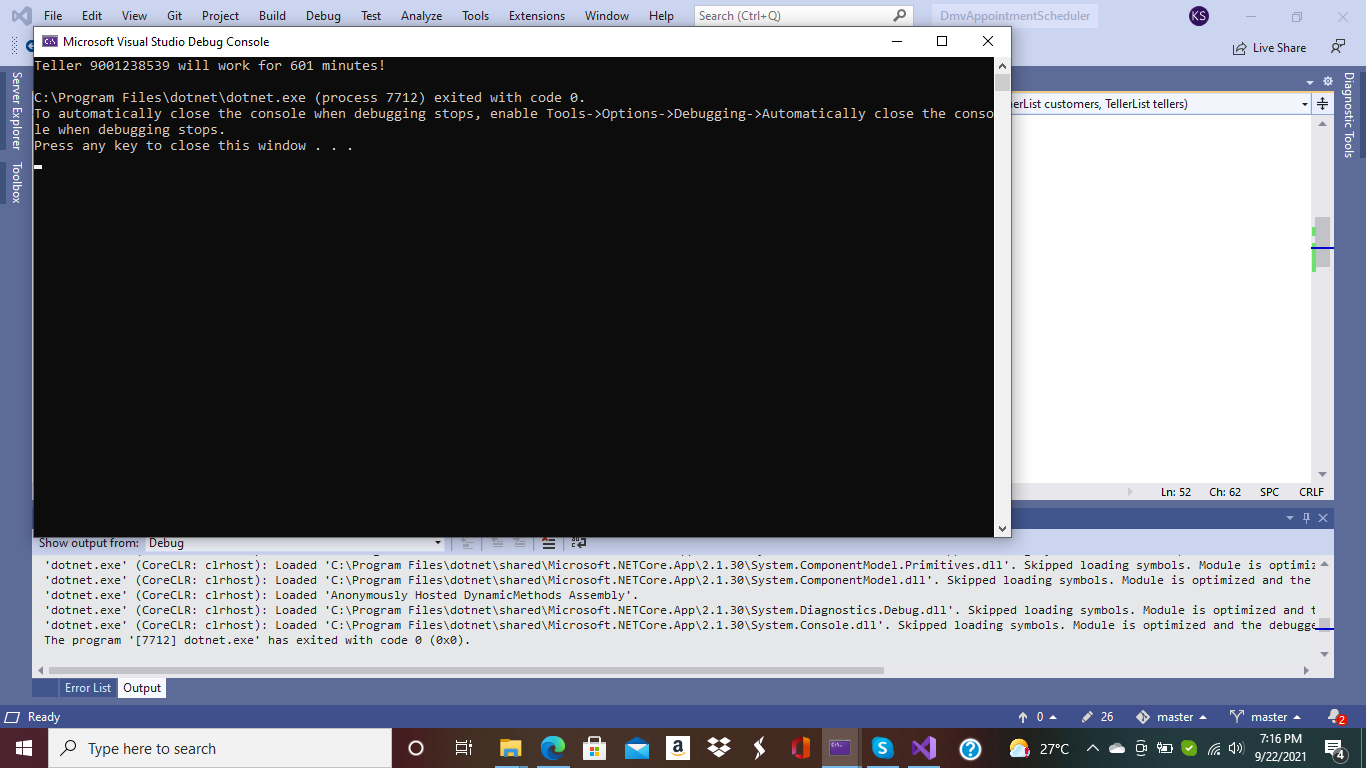 File Edit View Git Project Build Debug Test Analyze Tools Extensions Window Help Search (Ctrl+Q) DmvAppointmentScheduler KS
Microsoft Visual Studio Debug Console
Live Share
Teller 9001238539 will work for 601 minutes!
C:\Program Files\dotnet\dotnet.exe (process 7712) exited with code 0.
To automatically close the console when debugging stops, enable Tools->Options->Debugging->Automatically close the conso
le when debugging stops.
Press any key to close this window . . .
Server Explorer
Toolbox
erList customers, TellerList tellers)
Diagnostic Tools
Ln: 52 Ch: 62 SPC CRLF
Show output from: Debug
'dotnet.exe' (CoreCLR: clrhost): Loaded 'C:\Program Files\dotnet\shared\Microsoft.NETCore.App\2.1.30\System.ComponentModel.Primitives.dll'. Skipped loading symbols. Module is optimiz
'dotnet.exe' (CoreCLR: clrhost): Loaded 'C:\Program Files\dotnet\shared\Microsoft.NETCore.App\2.1.30\System.ComponentModel.dll'. Skipped loading symbols. Module is optimized and the
'dotnet.exe' (CoreCLR: clrhost): Loaded 'Anonymously Hosted DynamicMethods Assembly'.
'dotnet.exe' (CoreCLR: clrhost): Loaded 'C:\Program Files\dotnet\shared\Microsoft.NETCore.App\2.1.30\System.Diagnostics.Debug.dll'. Skipped loading symbols. Module is optimized and t
'dotnet.exe' (CoreCLR: clrhost): Loaded 'C:\Program Files\dotnet\shared\Microsoft.NETCore.App\2.1.30\System.Console.dll'. Skipped loading symbols. Module is optimized and the debugge
The program '[7712] dotnet.exe' has exited with code 0 (0x0).
Error List Output
Ready 0 26 master master 2
Type here to search 27°C 7:16 PM
9/22/2021 4